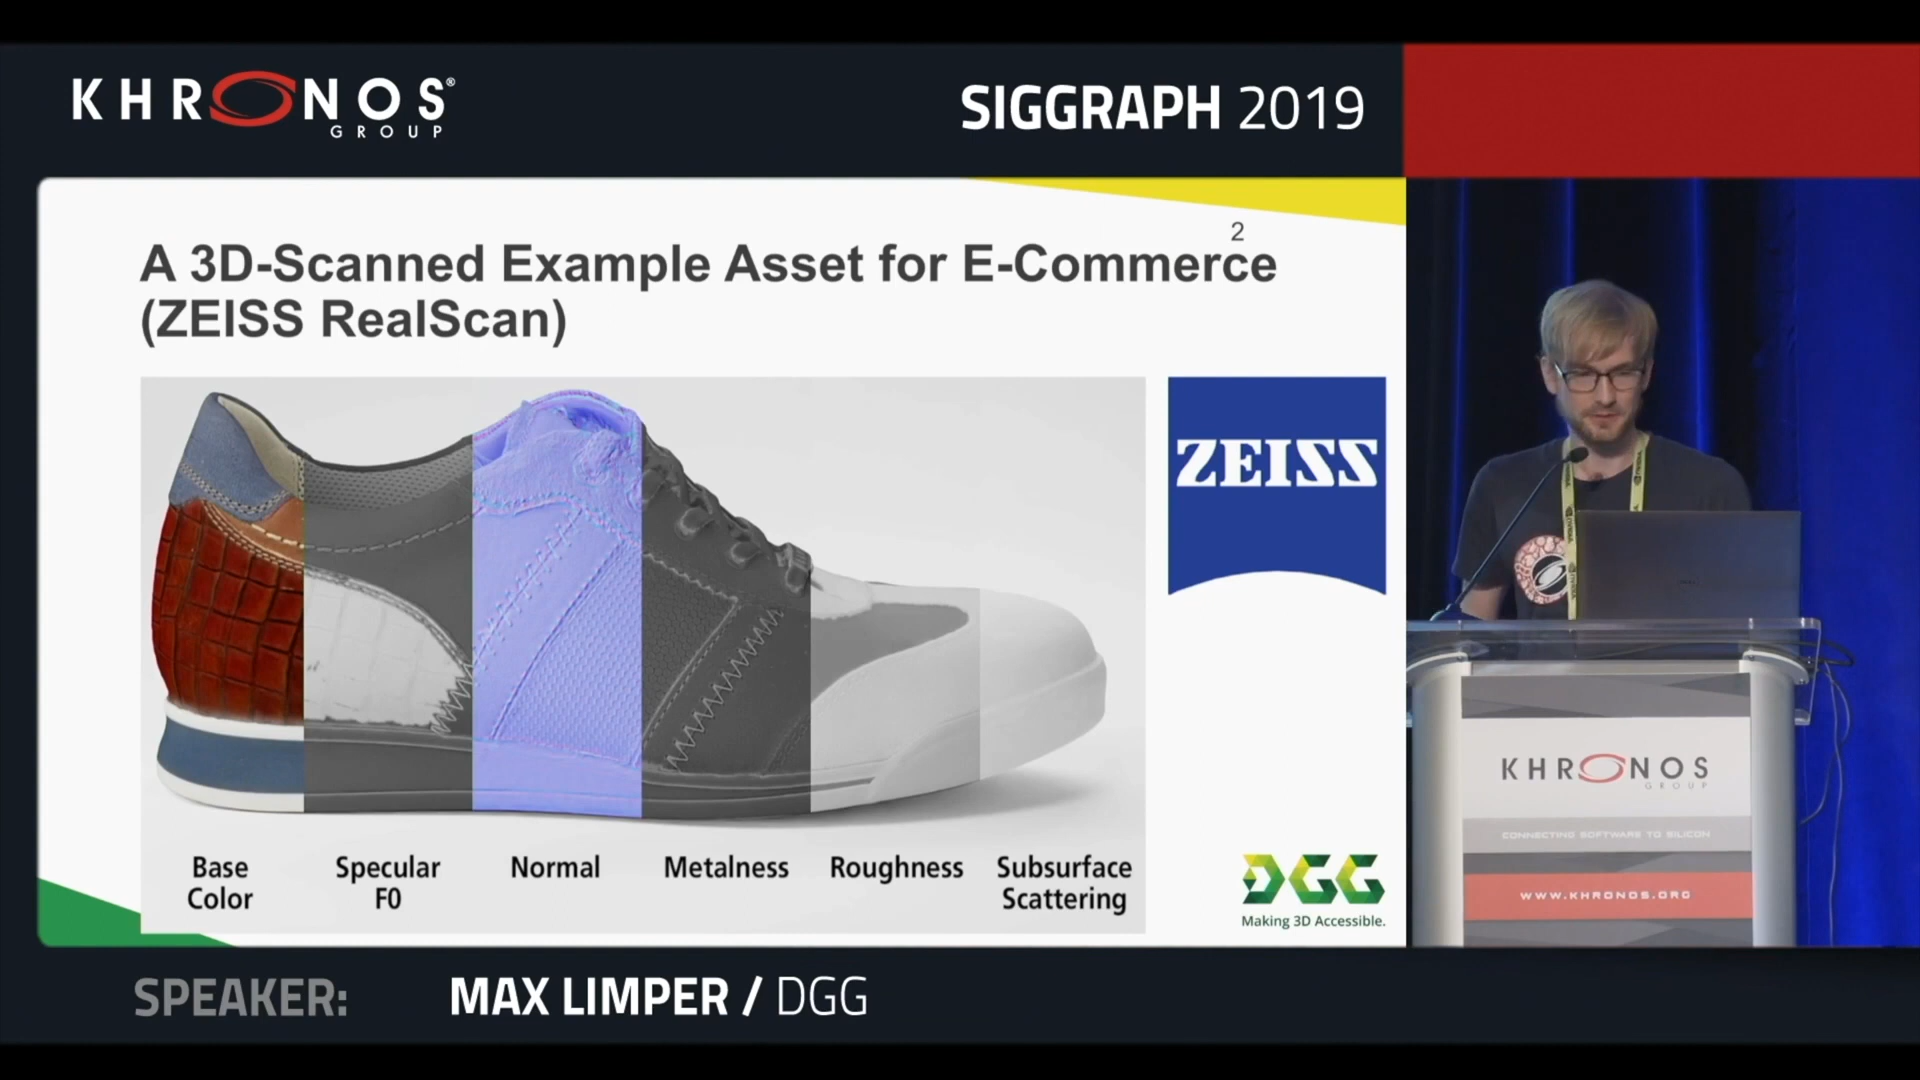 KHRONOS®
GROUP
SIGGRAPH 2019
2
A 3D-Scanned Example Asset for E-Commerce
(ZEISS RealScan)
ZEISS
Base
Color
Specular
F0
Normal
Metalness
Roughness
Subsurface
Scattering
DGG
Making 3D Accessible.
KHRONOS
GROUP
CONNECTING SOFTWARE TO SILICON
WWW.KHRONOS.ORG
SPEAKER: MAX LIMPER / DGG